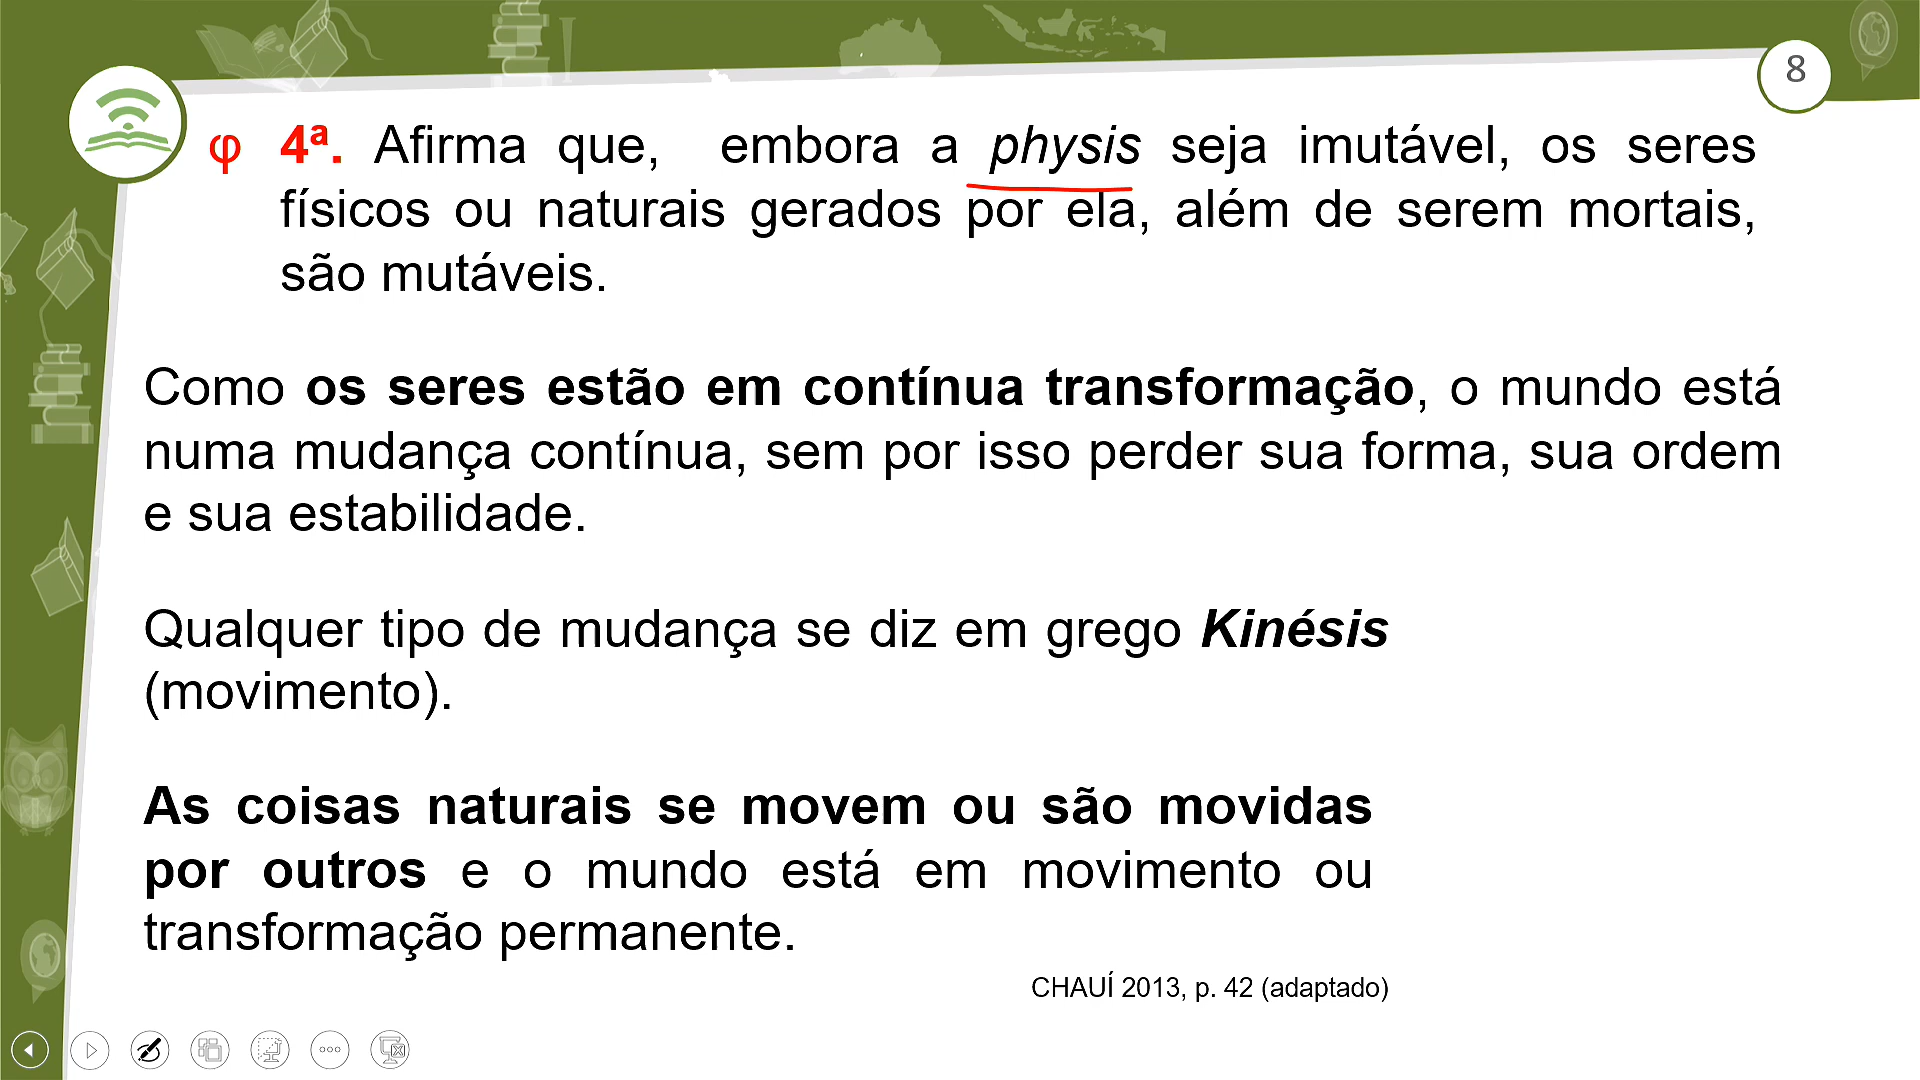 8
φ 4ª. Afirma que, embora a physis seja imutável, os seres
físicos ou naturais gerados por ela, além de serem mortais,
são mutáveis.
Como os seres estão em contínua transformação, o mundo está
numa mudança contínua, sem por isso perder sua forma, sua ordem
e sua estabilidade.
Qualquer tipo de mudança se diz em grego Kinésis
(movimento).
As coisas naturais se movem ou são movidas
por outros e o mundo está em movimento ou
transformação permanente.
CHAUÍ 2013, p. 42 (adaptado)